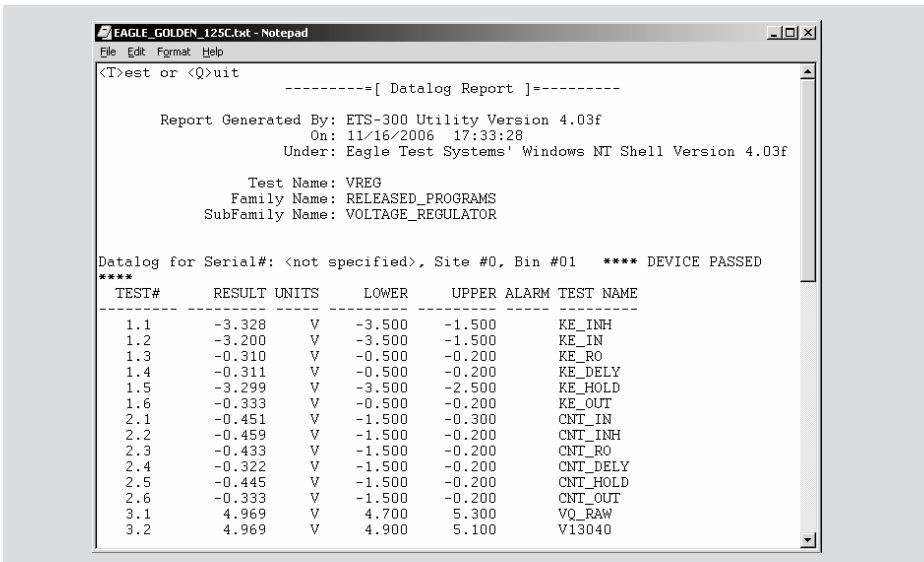 EAGLE_GOLDEN_125C.txt - Notepad
File Edit Format Help
<T>est or <Q>uit
---------=[ Datalog Report ]=---------
Report Generated By: ETS-300 Utility Version 4.03f
On: 11/16/2006 17:33:28
Under: Eagle Test Systems' Windows NT Shell Version 4.03f
Test Name: VREG
Family Name: RELEASED_PROGRAMS
SubFamily Name: VOLTAGE_REGULATOR
Datalog for Serial#: <not specified>, Site #0, Bin #01 **** DEVICE PASSED
****
TEST# RESULT UNITS LOWER UPPER ALARM TEST NAME
--------- --------- ----- --------- --------- ----- ---------
1.1 -3.328 V -3.500 -1.500 KE_INH
1.2 -3.200 V -3.500 -1.500 KE_IN
1.3 -0.310 V -0.500 -0.200 KE_RO
1.4 -0.311 V -0.500 -0.200 KE_DELY
1.5 -3.299 V -3.500 -2.500 KE_HOLD
1.6 -0.333 V -0.500 -0.200 KE_OUT
2.1 -0.451 V -1.500 -0.300 CNT_IN
2.2 -0.459 V -1.500 -0.200 CNT_INH
2.3 -0.433 V -1.500 -0.200 CNT_RO
2.4 -0.322 V -1.500 -0.200 CNT_DELY
2.5 -0.445 V -1.500 -0.200 CNT_HOLD
2.6 -0.333 V -1.500 -0.200 CNT_OUT
3.1 4.969 V 4.700 5.300 VQ_RAW
3.2 4.969 V 4.900 5.100 V13040